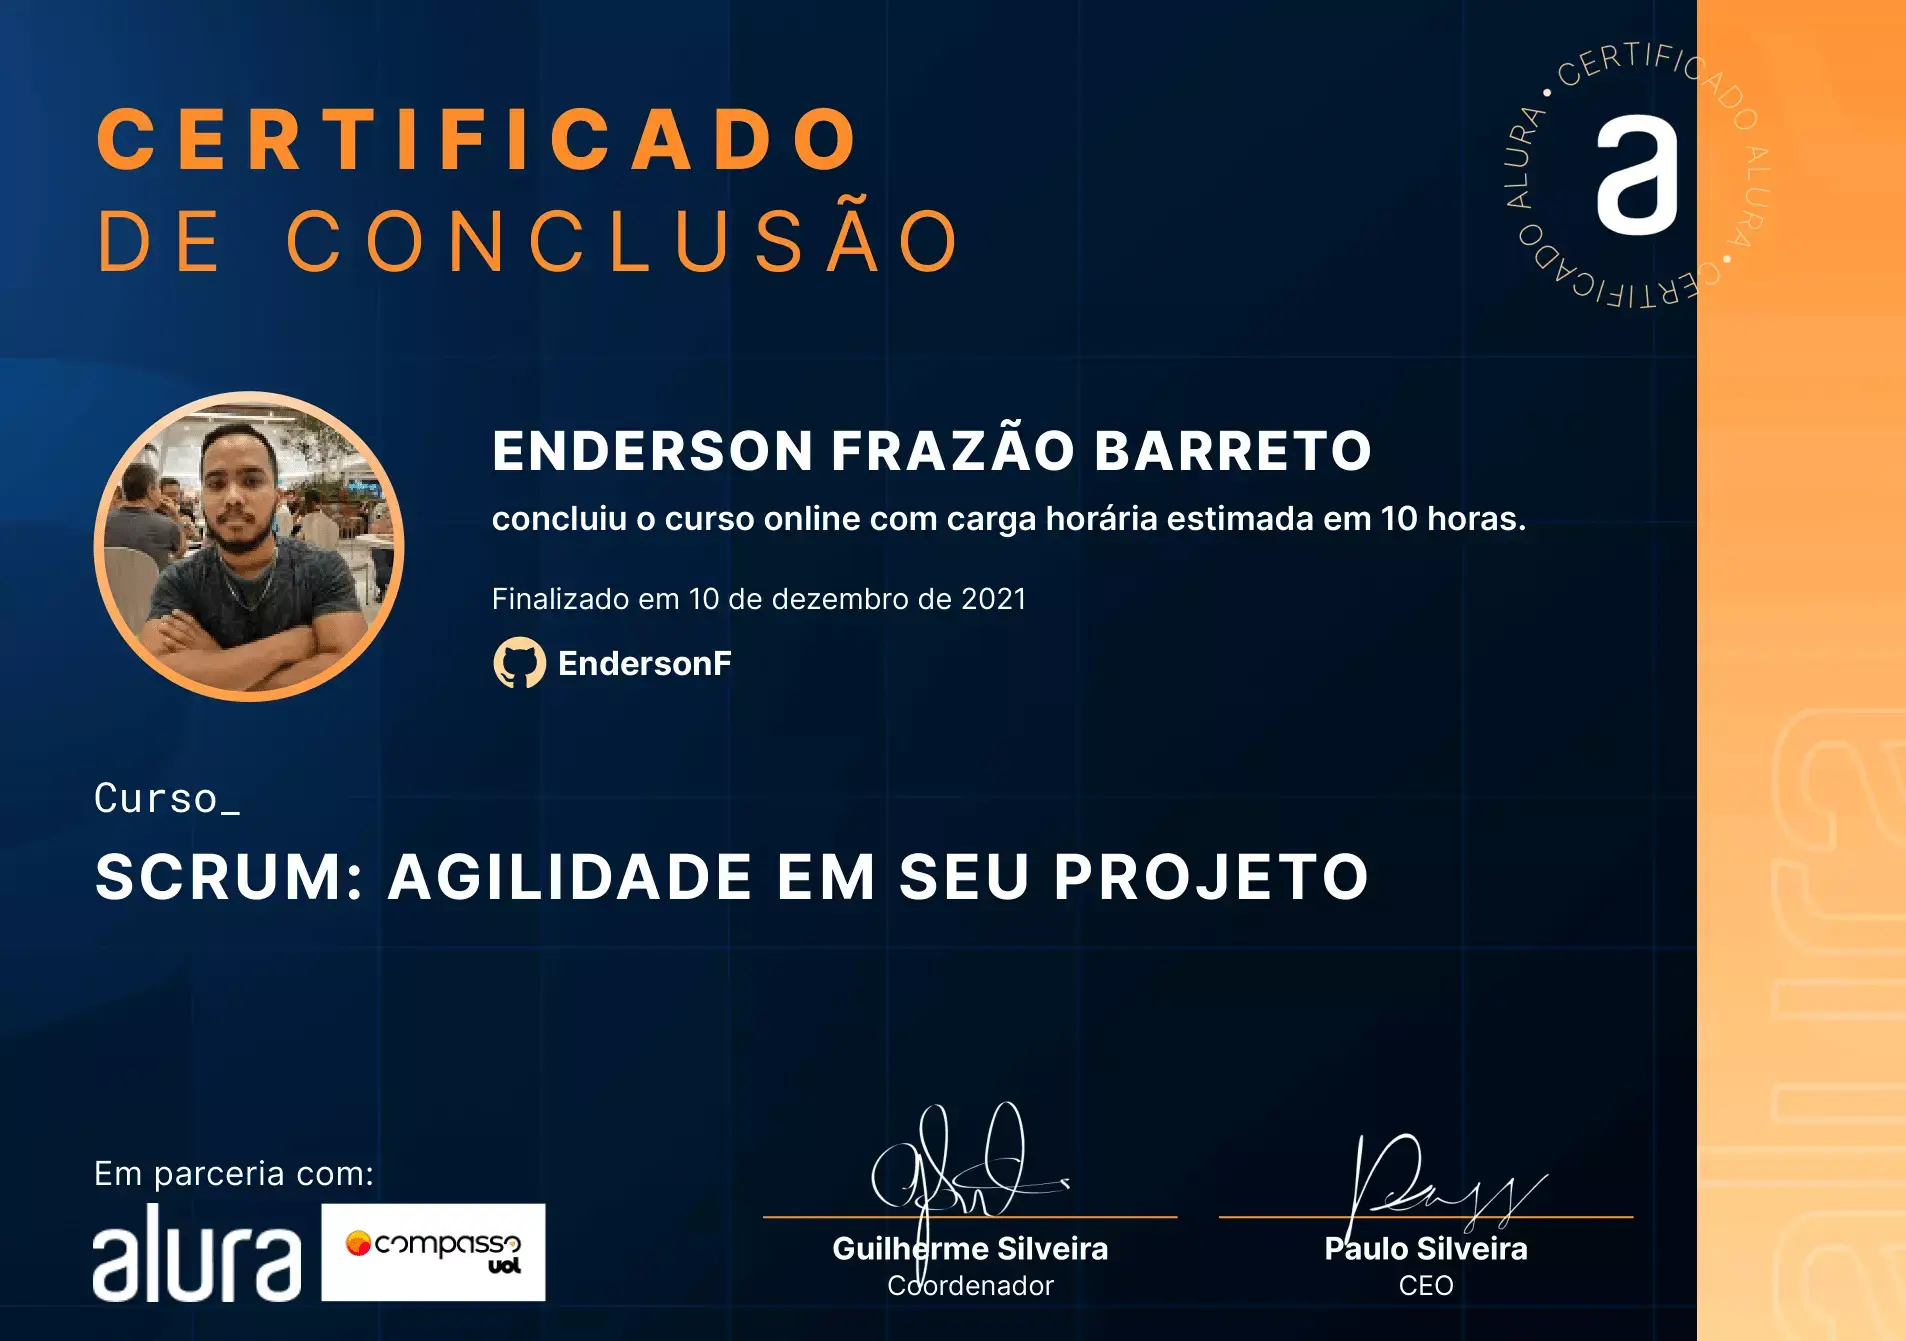 CERTIFICADO
DE CONCLUSÃO
• CERTIFICADO ALURA • CERTIFICADO ALURA
a
ENDERSON FRAZÃO BARRETO
concluiu o curso online com carga horária estimada em 10 horas.
Finalizado em 10 de dezembro de 2021
EndersonF
Curso_
SCRUM: AGILIDADE EM SEU PROJETO
Em parceria com:
alura
compasso
uol
Guilherme Silveira
Coordenador
Paulo Silveira
CEO
alura